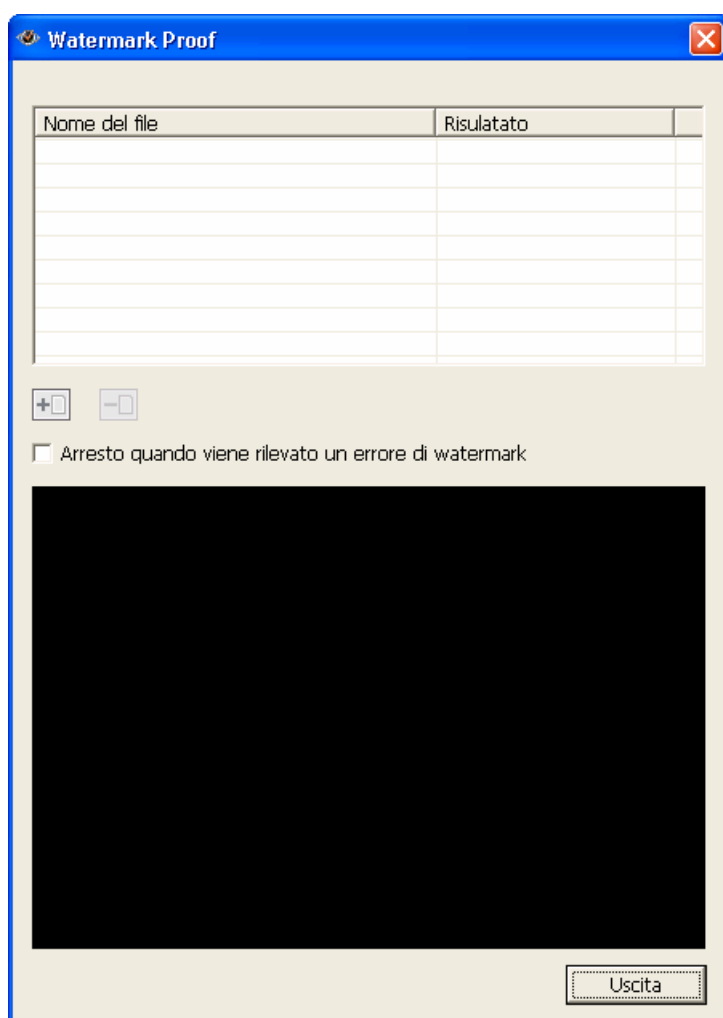 Watermark Proof
Nome del file Risulatato
Arresto quando viene rilevato un errore di watermark
Uscita